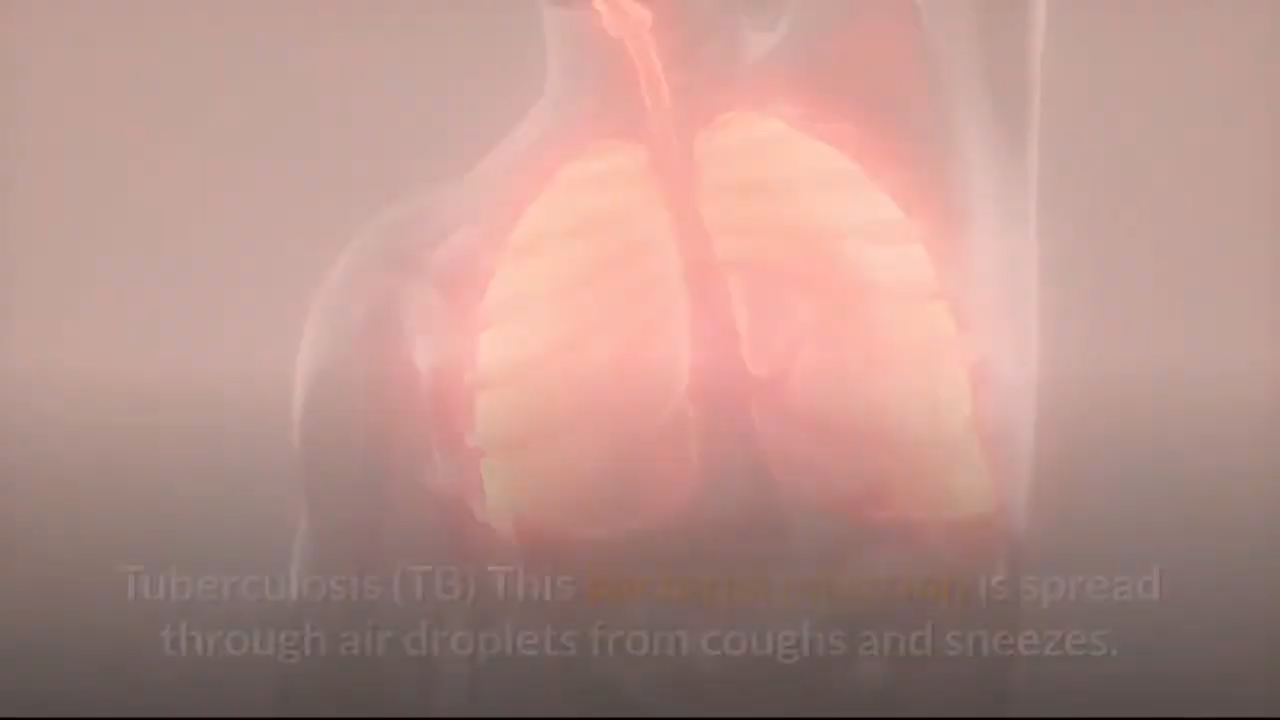 Tuberculosis (TB) This is spread
through air droplets from coughs and sneezes.